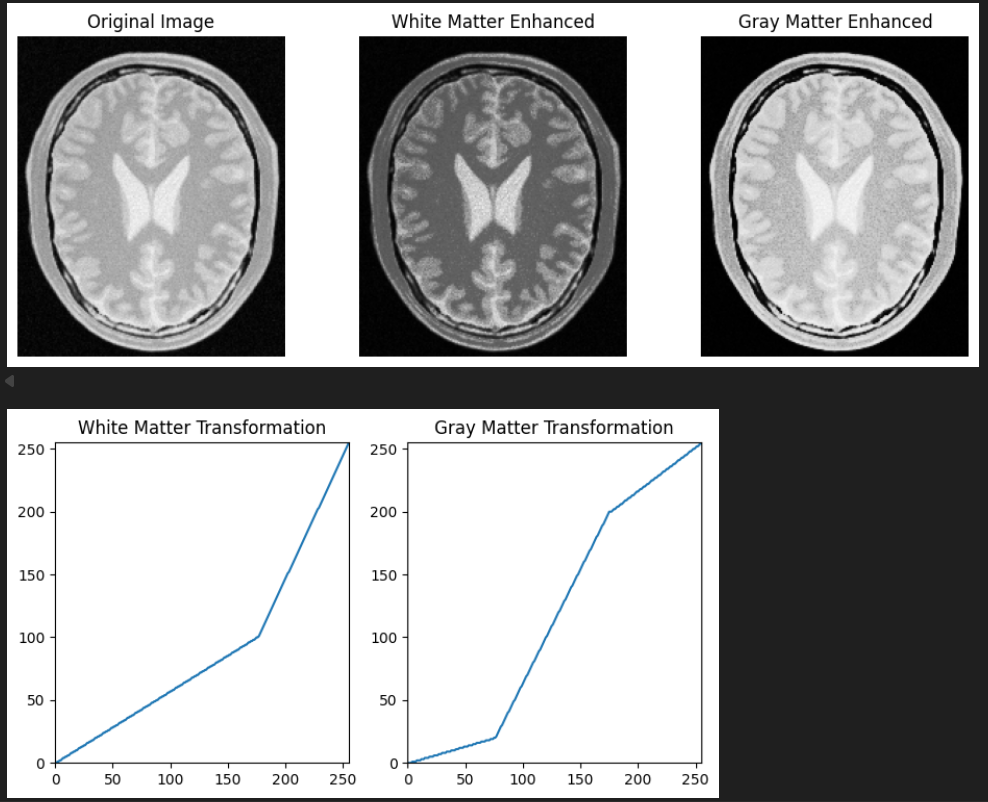 Original Image
White Matter Enhanced
Gray Matter Enhanced
White Matter Transformation
Gray Matter Transformation
250
200
150
100
50
0
0 50 100 150 200 250
250
200
150
100
50
0
0 50 100 150 200 250